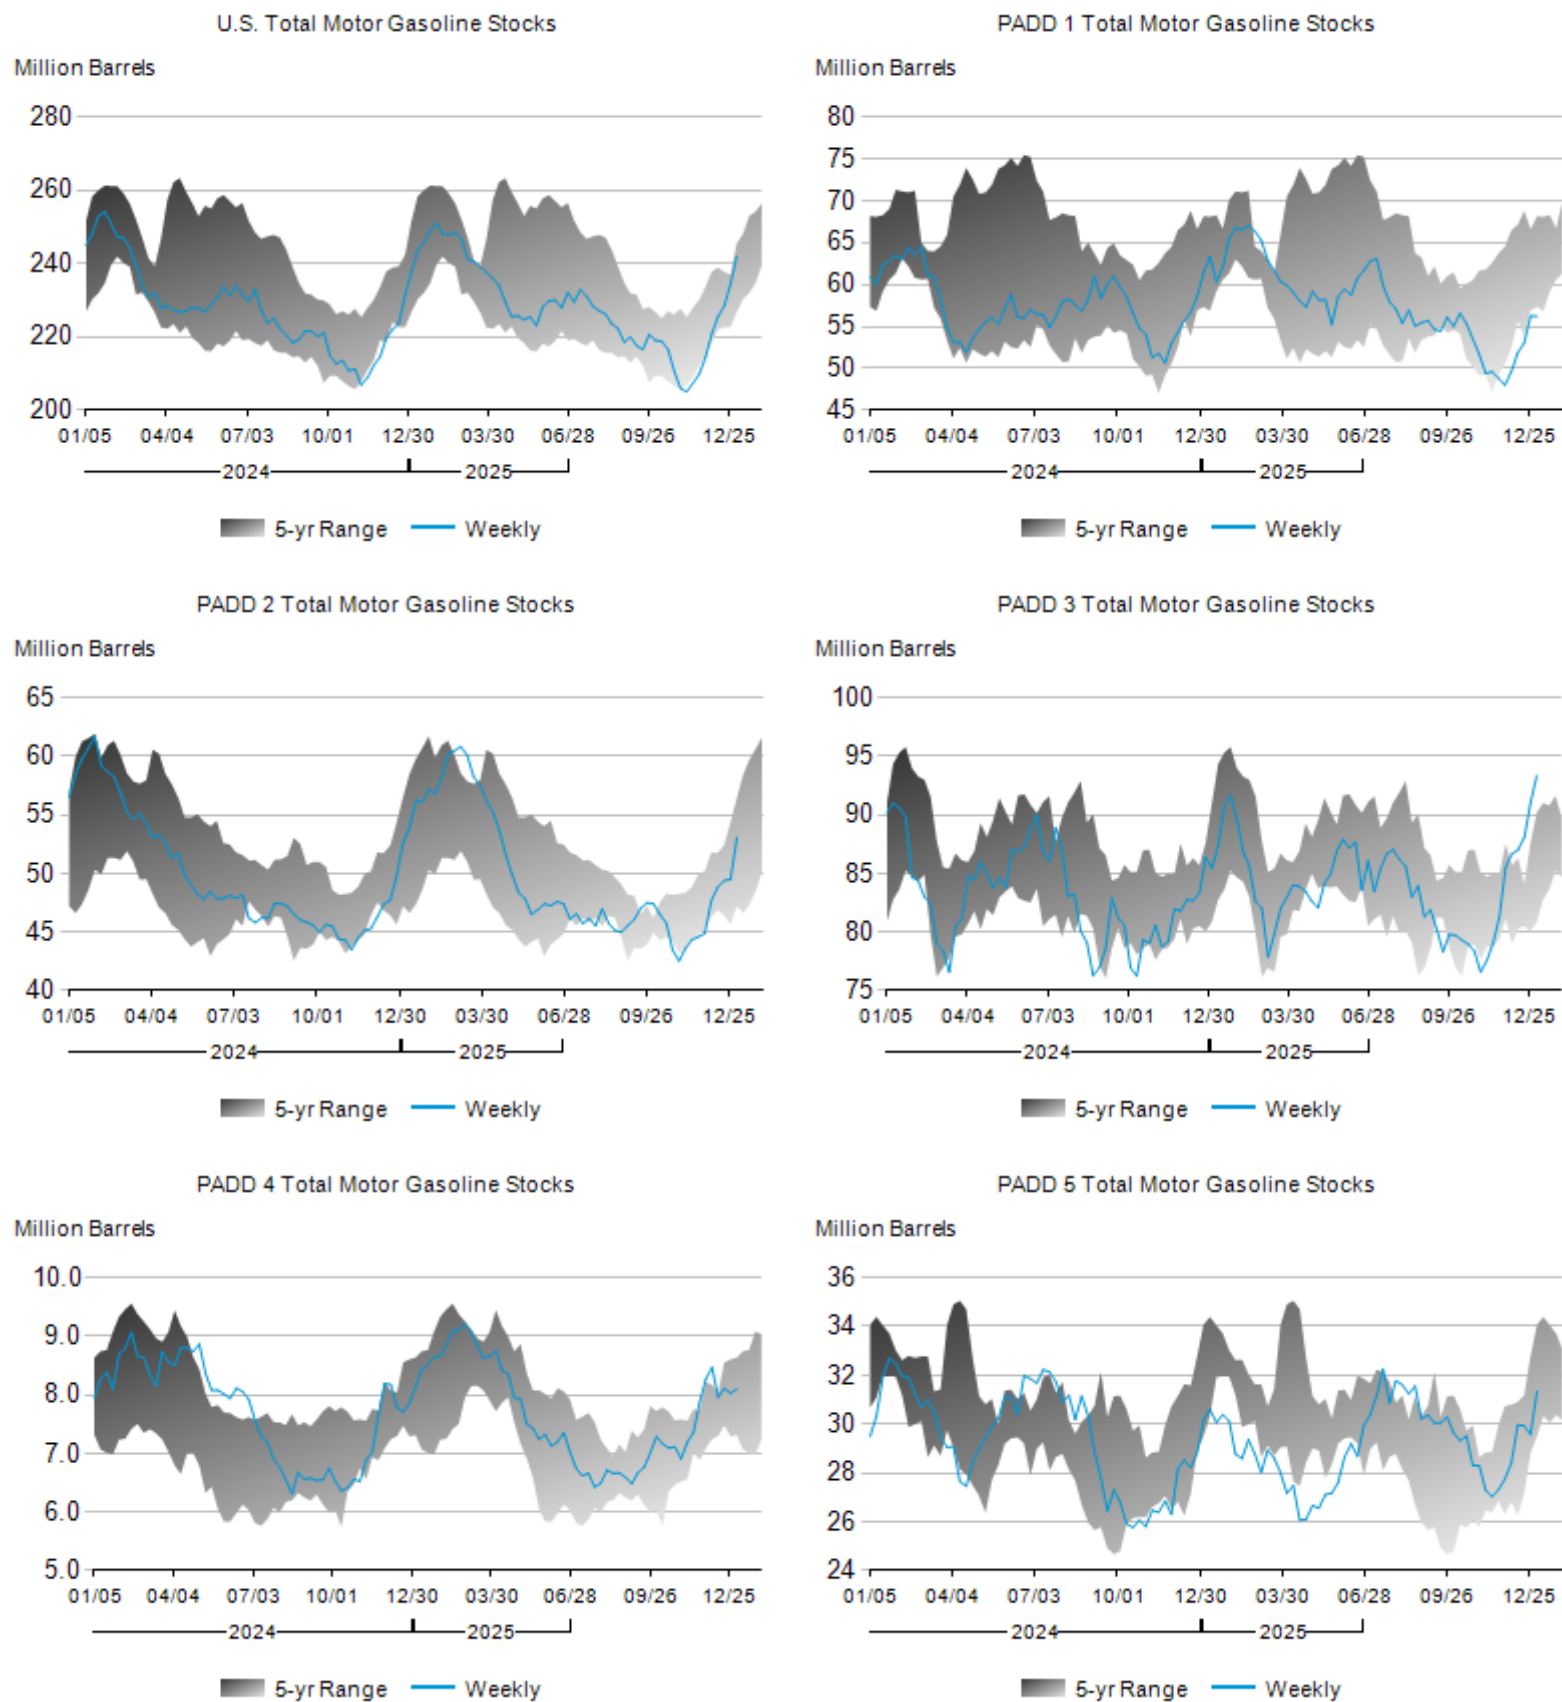 U.S. Total Motor Gasoline Stocks
Million Barrels
280
260
240
220
200
01/05 04/04 07/03 10/01 12/30 03/30 06/28 09/26 12/25
2024 2025
5-yr Range Weekly
PADD 1 Total Motor Gasoline Stocks
Million Barrels
80
75
70
65
60
55
50
45
01/05 04/04 07/03 10/01 12/30 03/30 06/28 09/26 12/25
2024 2025
5-yr Range Weekly
PADD 2 Total Motor Gasoline Stocks
Million Barrels
65
60
55
50
45
40
01/05 04/04 07/03 10/01 12/30 03/30 06/28 09/26 12/25
2024 2025
5-yr Range Weekly
PADD 3 Total Motor Gasoline Stocks
Million Barrels
100
95
90
85
80
75
01/05 04/04 07/03 10/01 12/30 03/30 06/28 09/26 12/25
2024 2025
5-yr Range Weekly
PADD 4 Total Motor Gasoline Stocks
Million Barrels
10.0
9.0
8.0
7.0
6.0
5.0
01/05 04/04 07/03 10/01 12/30 03/30 06/28 09/26 12/25
2024 2025
5-yr Range Weekly
PADD 5 Total Motor Gasoline Stocks
Million Barrels
36
34
32
30
28
26
24
01/05 04/04 07/03 10/01 12/30 03/30 06/28 09/26 12/25
2024 2025
5-yr Range Weekly